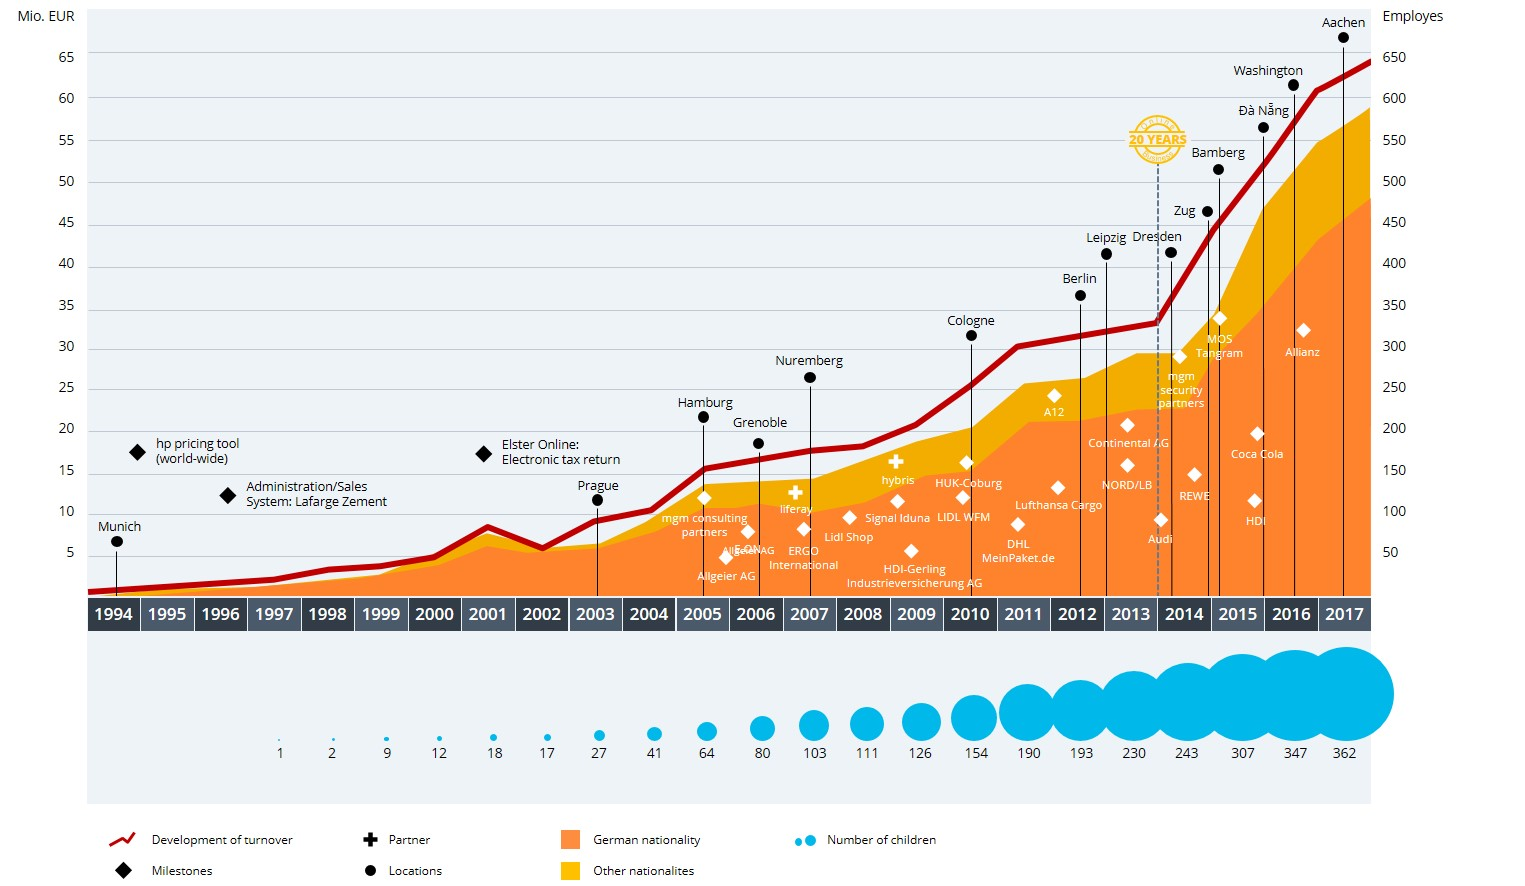 Mio. EUR
Employes
65
60
55
50
45
40
35
30
25
20
15
10
5
650
600
550
500
450
400
350
300
250
200
150
100
50
Aachen
Washington
Đà Nẵng
20 YEARS
Bamberg
Zug
Leipzig
Dresden
Berlin
Cologne
Nuremberg
Hamburg
Grenoble
Prague
Munich
hp pricing tool
(world-wide)
Administration/Sales
System: Lafarge Zement
Elster Online:
Electronic tax return
mgm consulting
partners
E.ON
Allgeier AG
Allgeier AG
liferay
ERGO
International
Lidl Shop
hybris
Signal Iduna
HDI-Gerling
Industrieversicherung AG
HUK-Coburg
LIDL WFM
DHL
MeinPaket.de
A12
Lufthansa Cargo
Continental AG
NORD/LB
Audi
mgm
security
partners
REWE
MOS
Tangram
Coca Cola
HDI
Allianz
1994 1995 1996 1997 1998 1999 2000 2001 2002 2003 2004 2005 2006 2007 2008 2009 2010 2011 2012 2013 2014 2015 2016 2017
1 2 9 12 18 17 27 41 64 80 103 111 126 154 190 193 230 243 307 347 362
Development of turnover
Partner
German nationality
Number of children
Milestones
Locations
Other nationalites